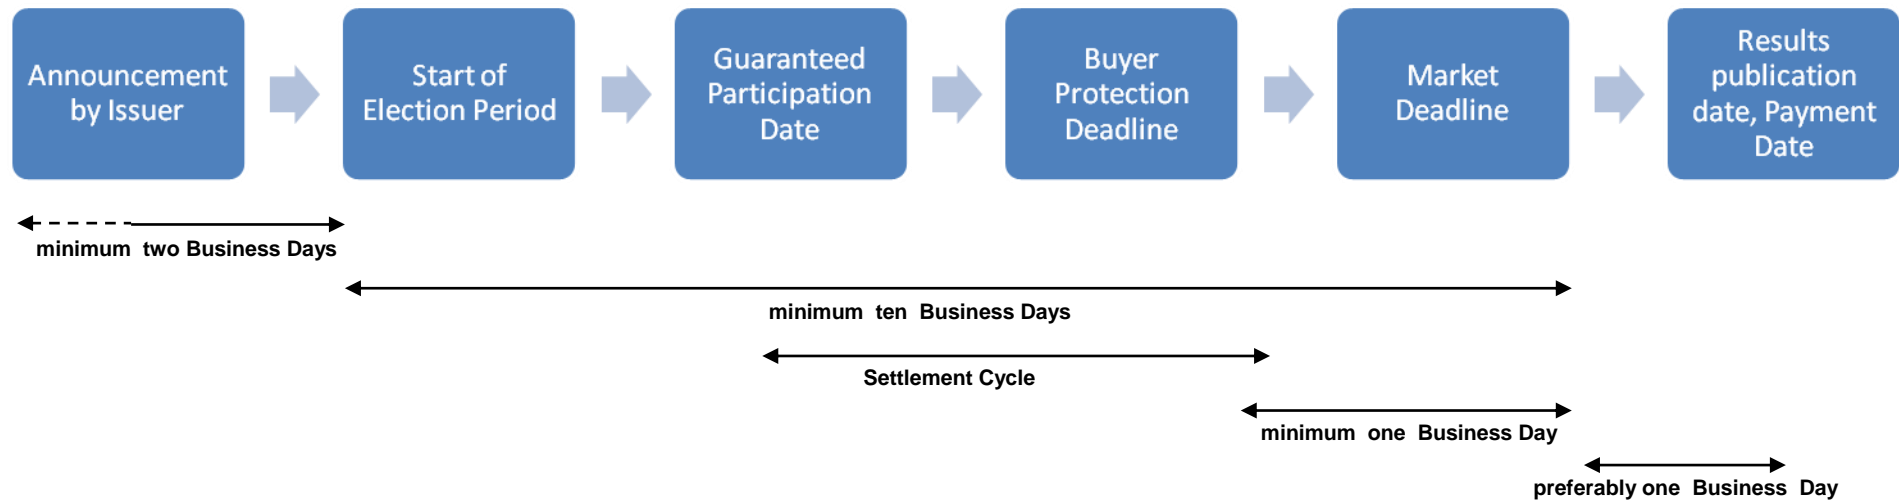 Announcement
by Issuer
Start of
Election Period
Guaranteed
Participation
Date
Buyer
Protection
Deadline
Market
Deadline
Results
publication
date, Payment
Date
minimum two Business Days
minimum ten Business Days
Settlement Cycle
minimum one Business Day
preferably one Business Day